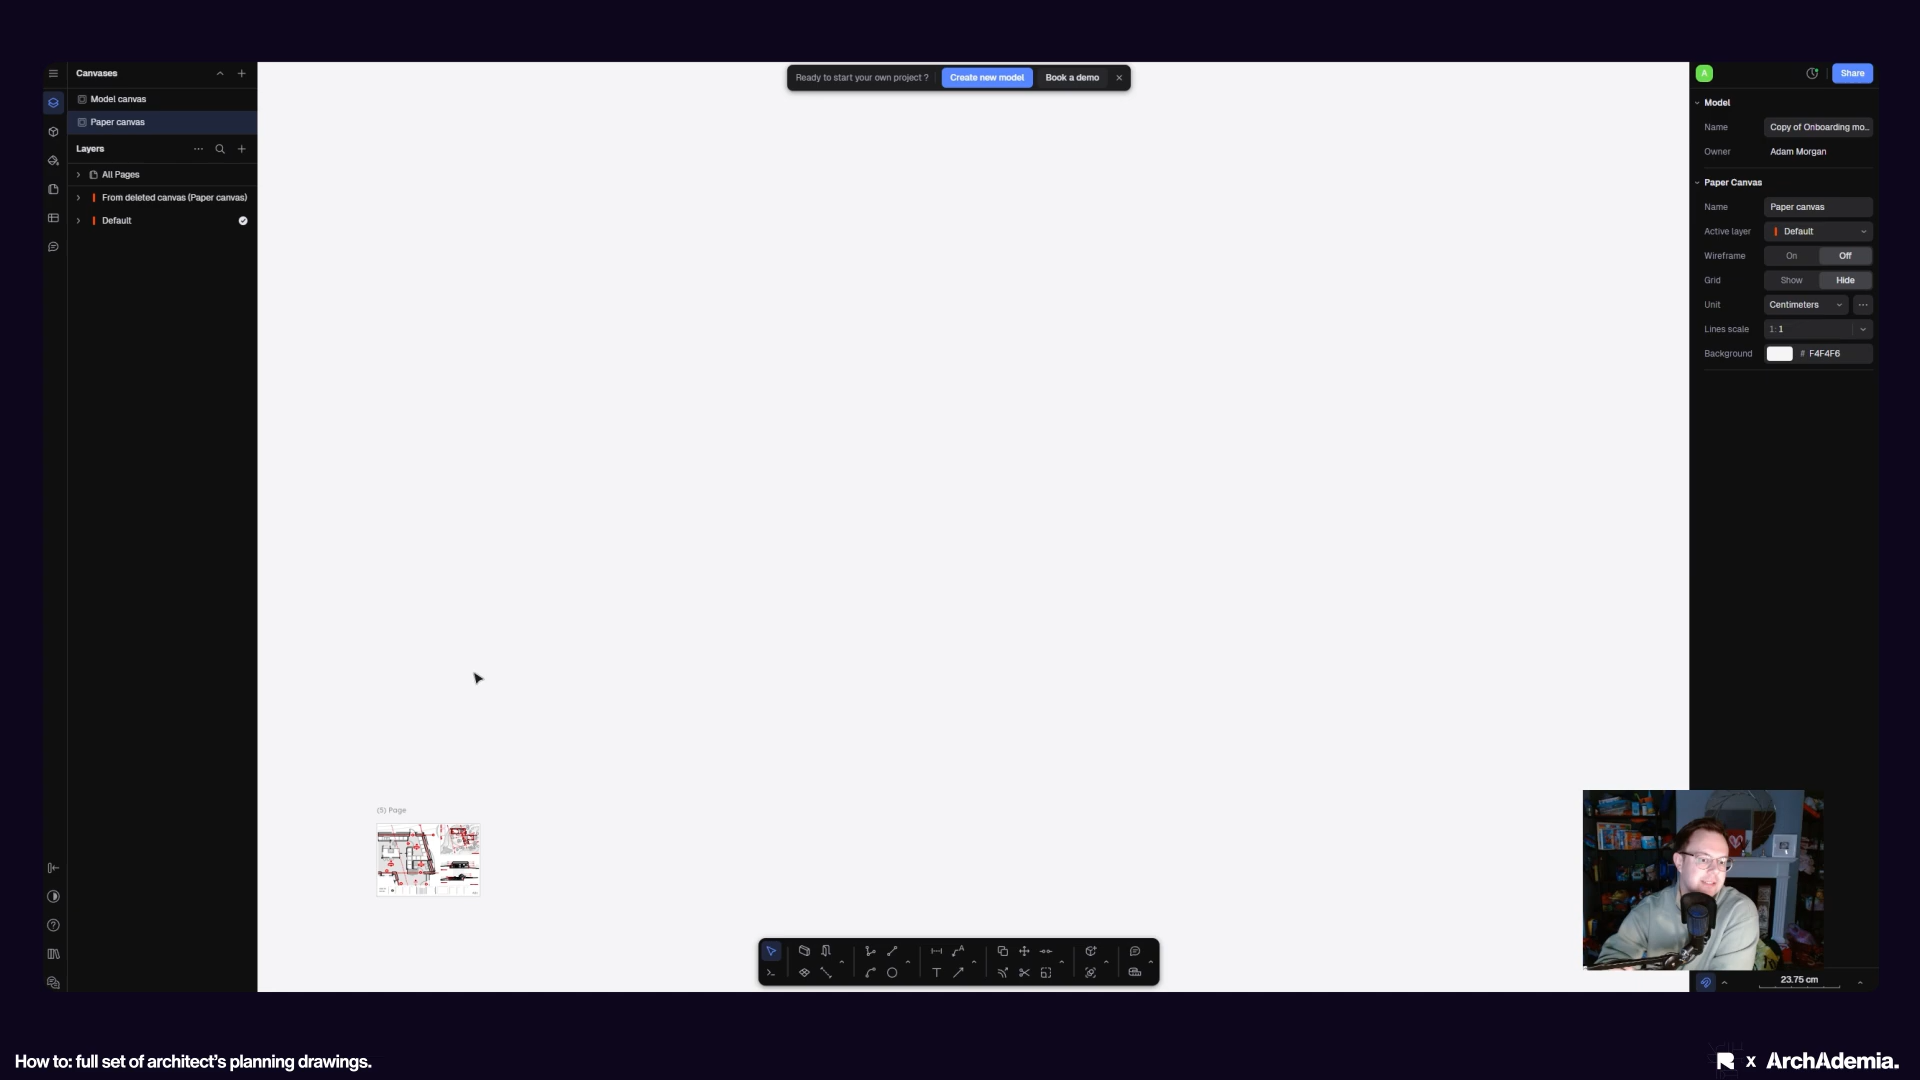 Canvases
Model canvas
Paper canvas
Layers
All Pages
From deleted canvas (Paper canvas)
Default
Ready to start your own project ?
Create new model
Book a demo
A
Share
Model
Name
Copy of Onboarding mo...
Owner
Adam Morgan
Paper Canvas
Name
Paper canvas
Active layer
Default
Wireframe
On
Off
Grid
Show
Hide
Unit
Centimeters
Lines scale
1: 1
Background
# F4F4F6
(5) Page
23.75 cm
How to: full set of architect's planning drawings.
R x ArchAdemia.